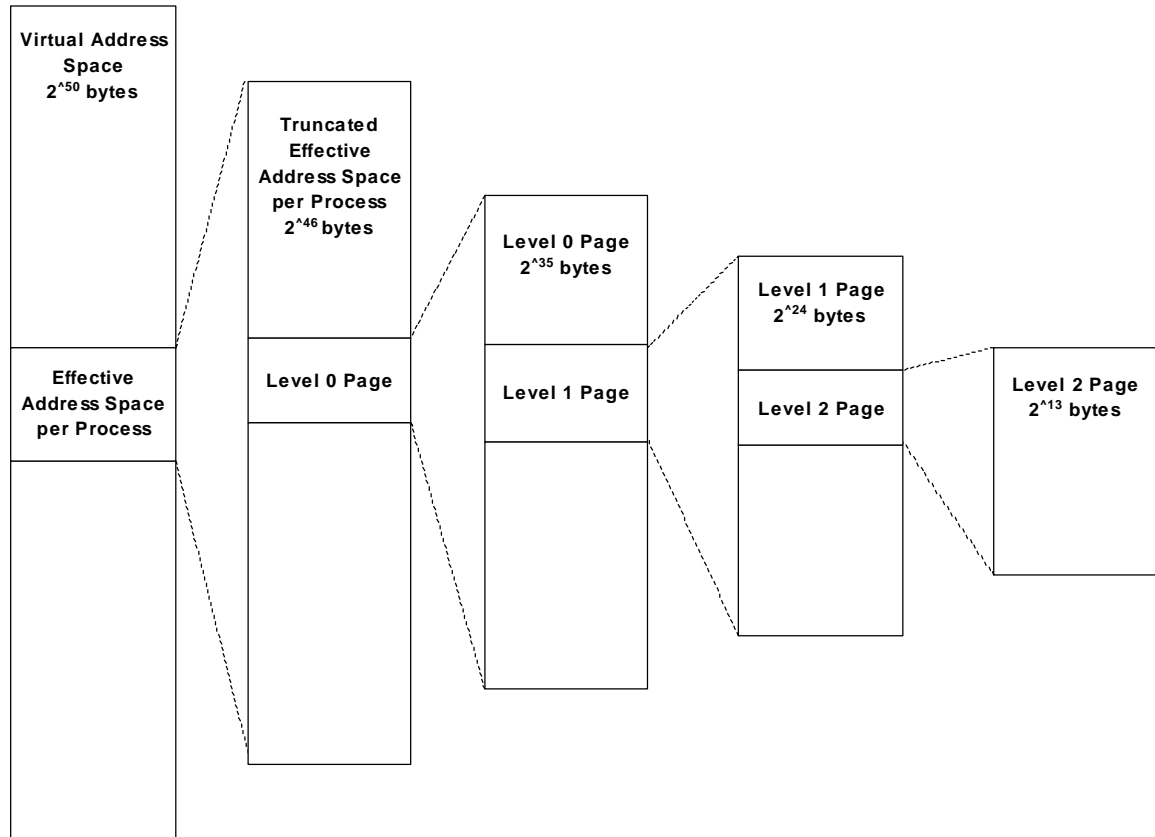 Virtual Address
Space
2^50 bytes
Effective
Address Space
per Process
Truncated
Effective
Address Space
per Process
2^46 bytes
Level 0 Page
Level 0 Page
2^35 bytes
Level 1 Page
Level 1 Page
2^24 bytes
Level 2 Page
Level 2 Page
2^13 bytes